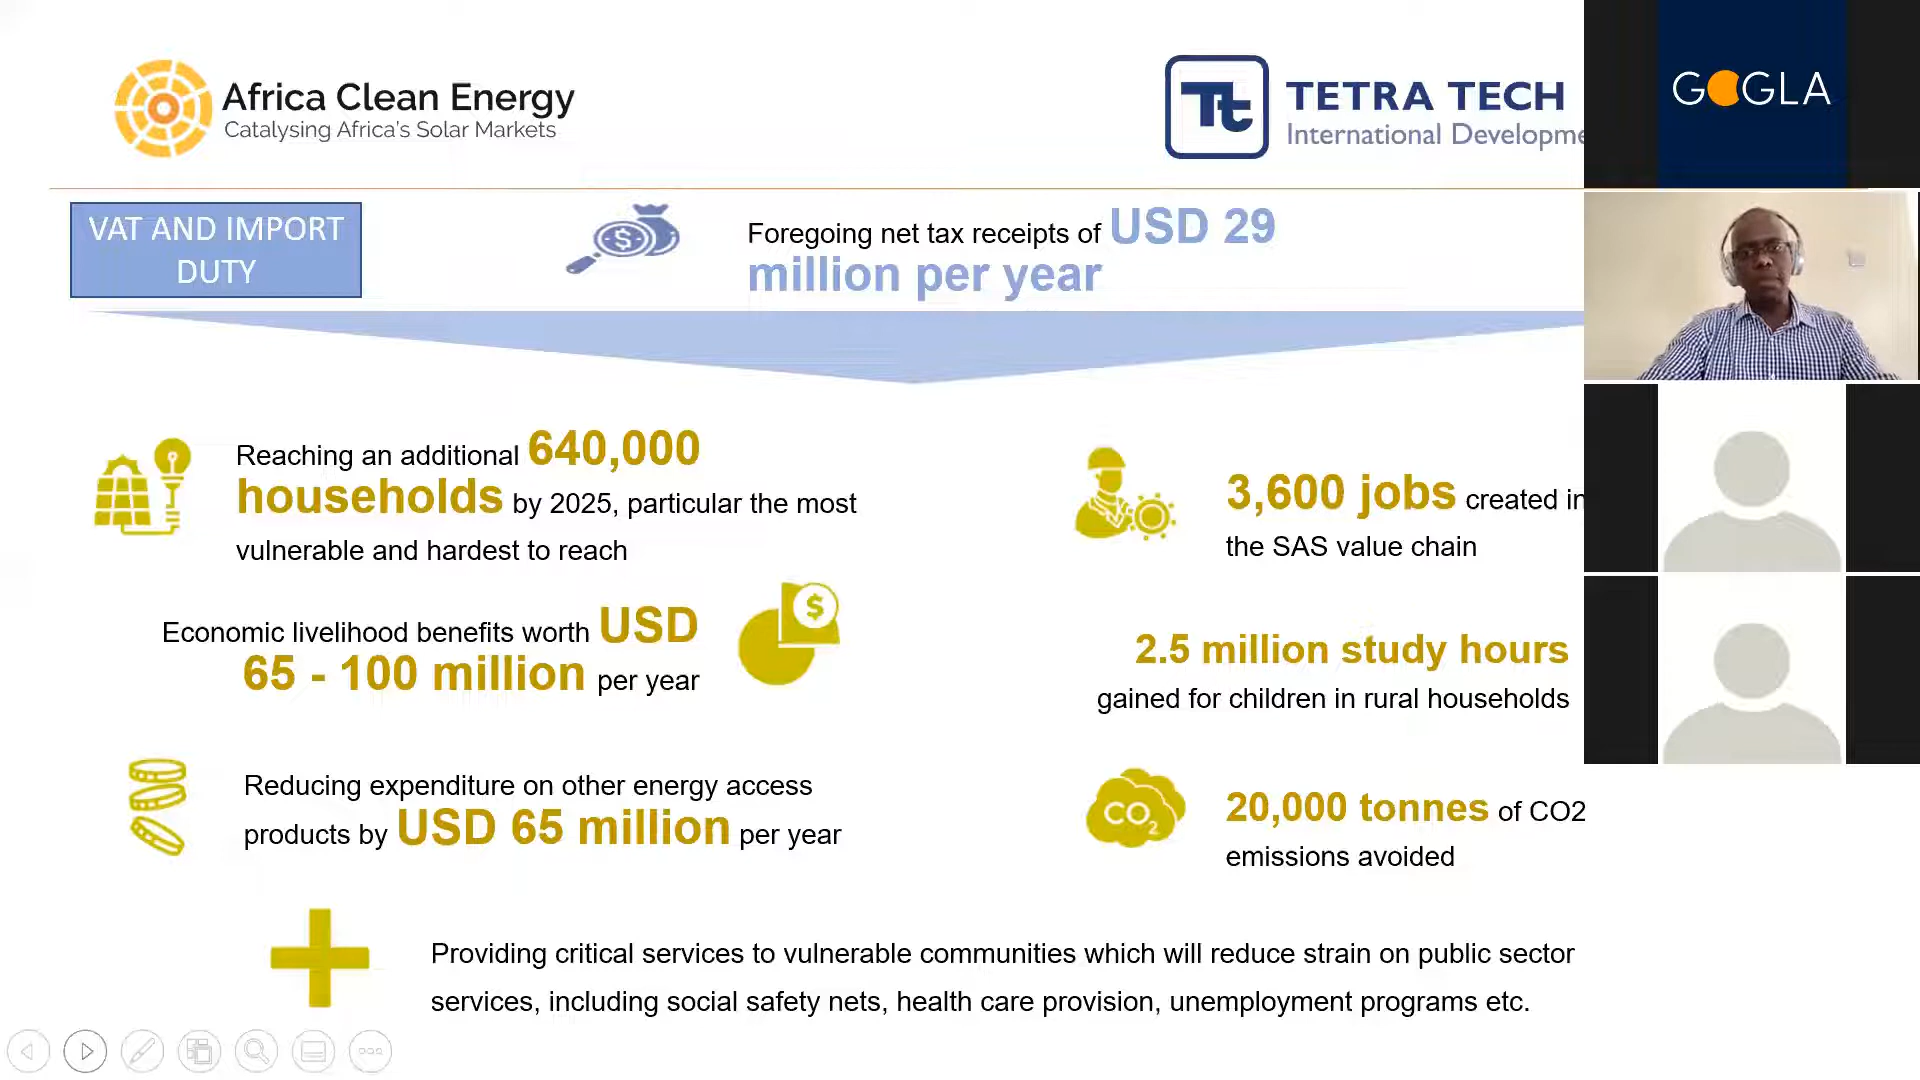 Africa Clean Energy
Catalysing Africa's Solar Markets
Tt
TETRA TECH
International Developme
GOGLA
VAT AND IMPORT
DUTY
$
Foregoing net tax receipts of USD 29
million per year
Reaching an additional 640,000
households by 2025, particular the most
vulnerable and hardest to reach
3,600 jobs created in
the SAS value chain
Economic livelihood benefits worth USD
65 - 100 million per year
$
2.5 million study hours
gained for children in rural households
Reducing expenditure on other energy access
products by USD 65 million per year
CO2
20,000 tonnes of CO2
emissions avoided
Providing critical services to vulnerable communities which will reduce strain on public sector
services, including social safety nets, health care provision, unemployment programs etc.